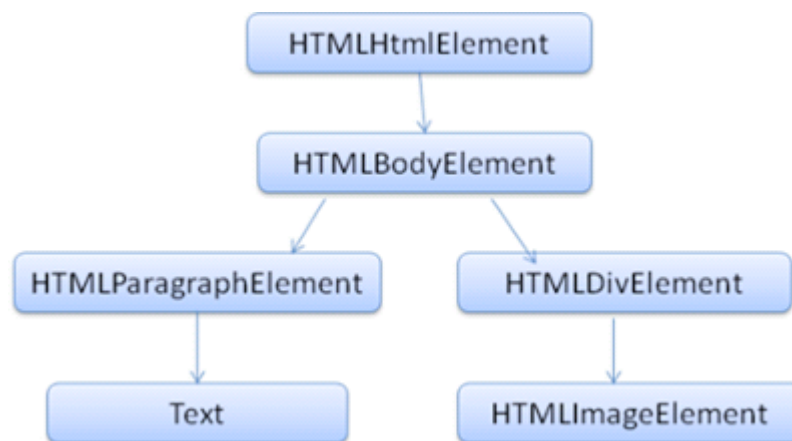 HTMLHtmlElement
HTMLBodyElement
HTMLParagraphElement
HTMLDivElement
Text
HTMLImageElement